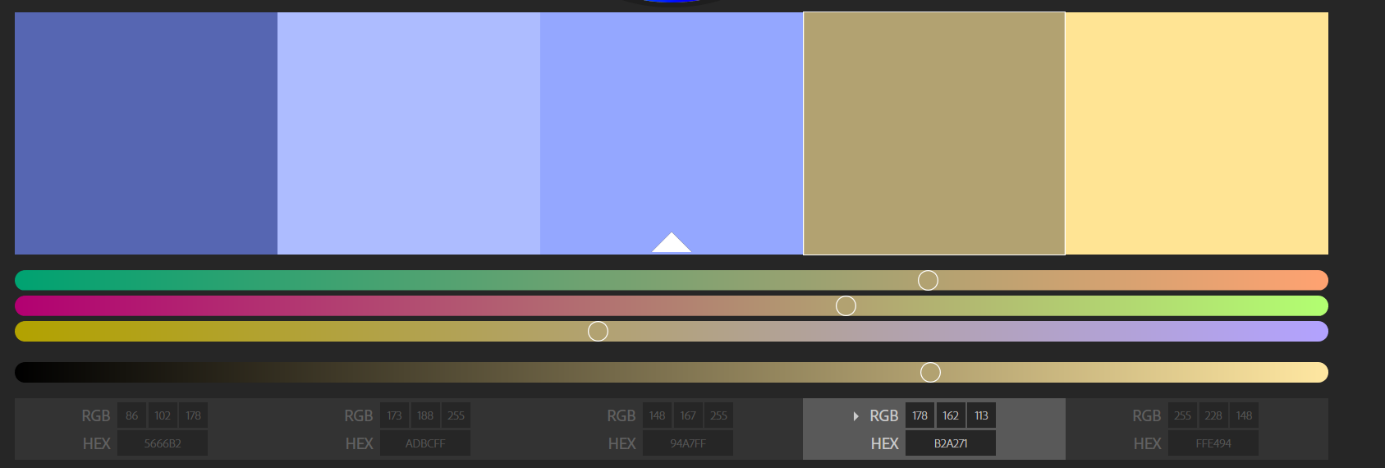 RGB 86 102 178 RGB 173 188 255 RGB 148 167 255 RGB 178 162 113 RGB 255 228 148
HEX 5666B2 HEX ADBCFF HEX 94A7FF HEX B2A271 HEX FFE494